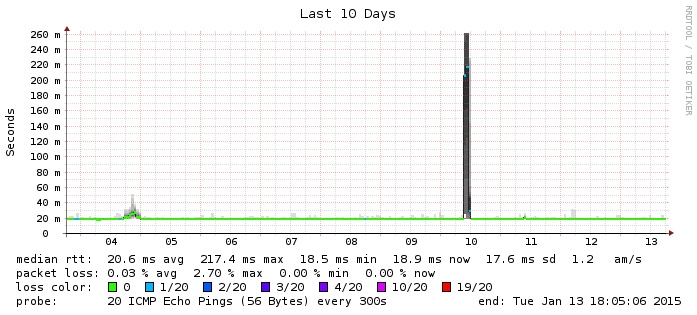 Last 10 Days
RRDTOOL / TOBI OETIKER
Seconds
260 m
240 m
220 m
200 m
180 m
160 m
140 m
120 m
100 m
80 m
60 m
40 m
20 m
0
04 05 06 07 08 09 10 11 12 13
median rtt: 20.6 ms avg 217.4 ms max 18.5 ms min 18.9 ms now 17.6 ms sd 1.2 am/s
packet loss: 0.03 % avg 2.70 % max 0.00 % min 0.00 % now
loss color: 0 1/20 2/20 3/20 4/20 10/20 19/20
probe: 20 ICMP Echo Pings (56 Bytes) every 300s end: Tue Jan 13 18:05:06 2015